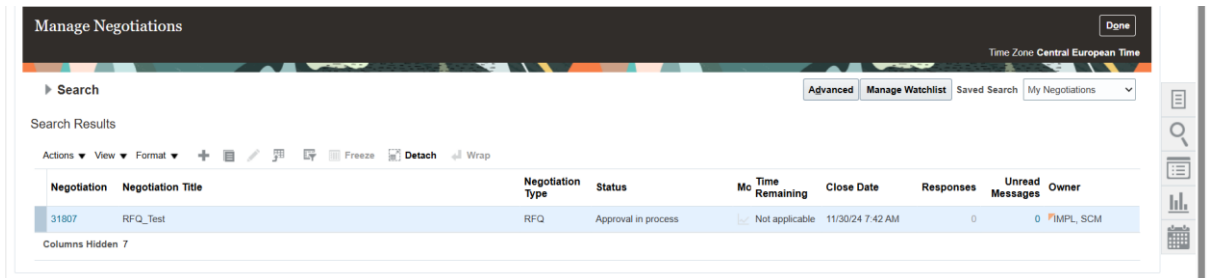 Manage Negotiations
Done
Time Zone Central European Time
Search
Advanced Manage Watchlist Saved Search My Negotiations
Search Results
Actions View Format Freeze Detach Wrap
Negotiation Negotiation Title Negotiation Type Status Mo Time Remaining Close Date Responses Unread Messages Owner
31807 RFQ_Test RFQ Approval in process Not applicable 11/30/24 7:42 AM 0 0 IMPL, SCM
Columns Hidden 7